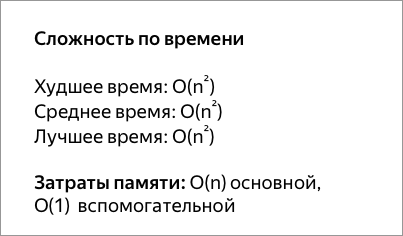 Сложность по времени
Худшее время: O(n²)
Среднее время: O(n²)
Лучшее время: O(n²)
Затраты памяти: O(n) основной,
O(1) вспомогательной